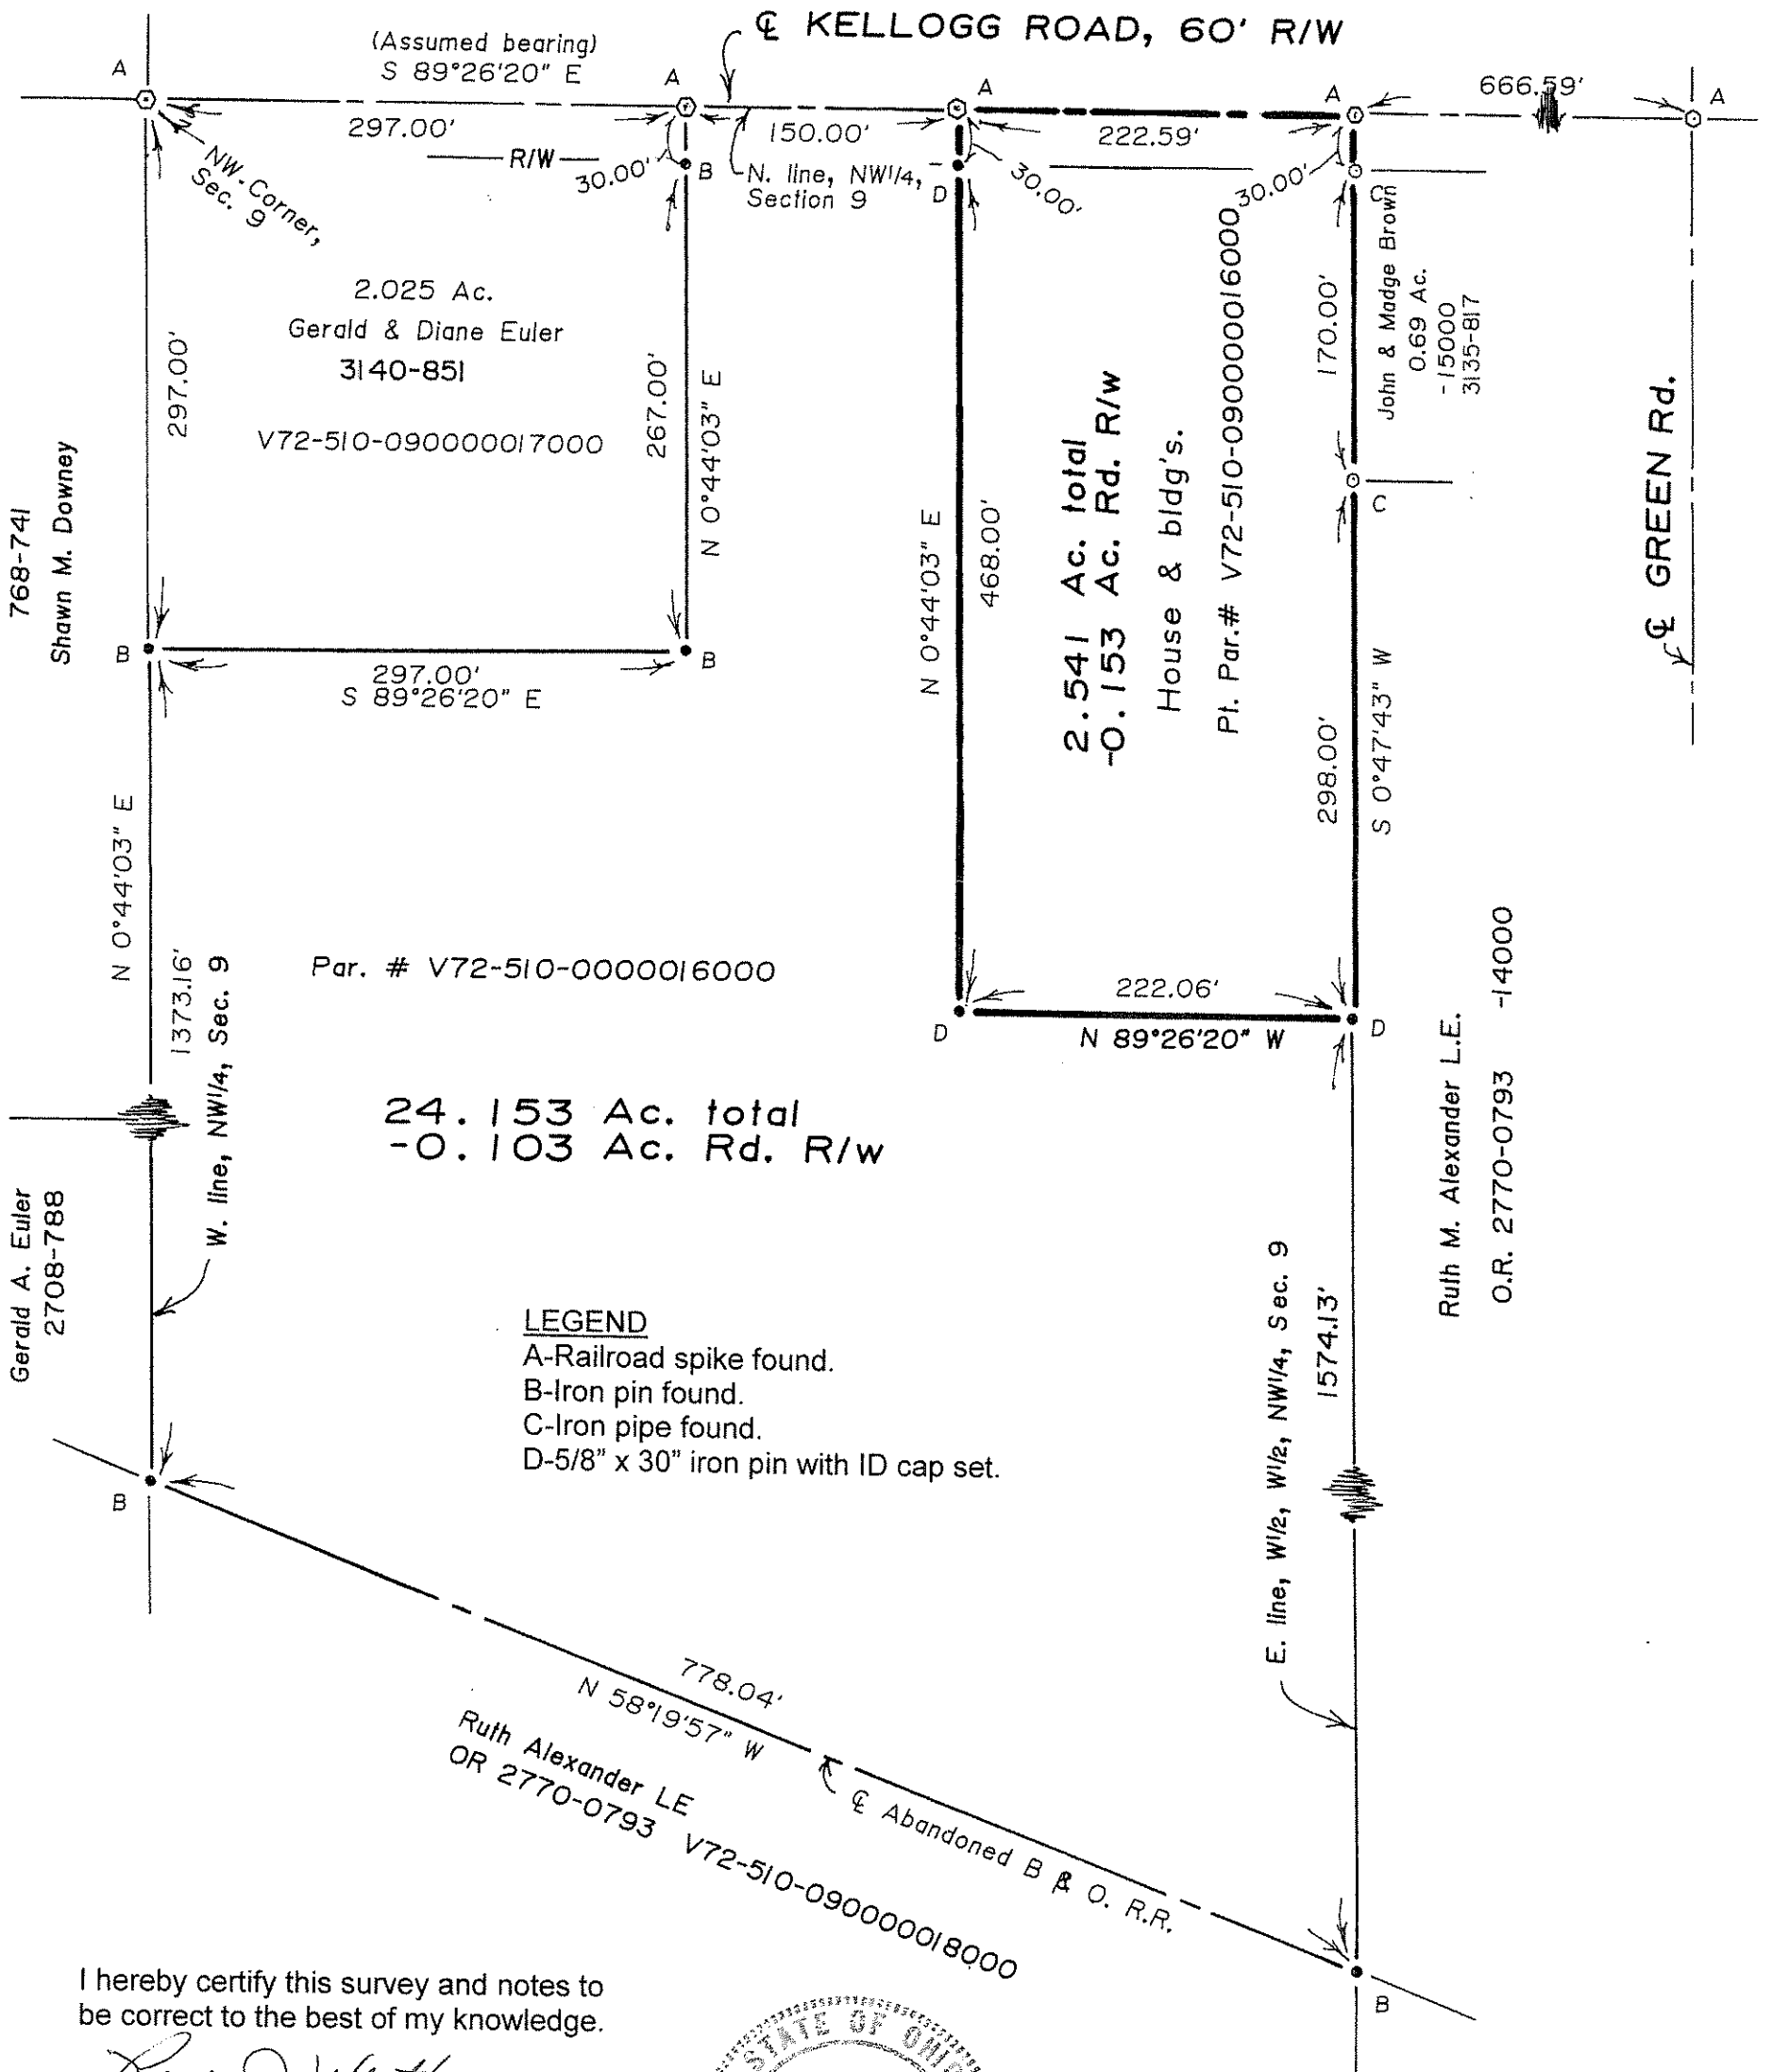 ℄ KELLOGG ROAD, 60' R/W
(Assumed bearing)
S 89°26'20" E
A
A
A
A
A
666.59'
297.00'
150.00'
222.59'
R/W
30.00'
B
N. line, NW1/4,
Section 9
D
30.00'
30.00'
C
NW. Corner,
Sec. 9
2.025 Ac.
Gerald & Diane Euler
3140-851
V72-510-090000017000
297.00'
267.00'
N 0°44'03" E
768-741
Shawn M. Downey
B
B
297.00'
S 89°26'20" E
N 0°44'03" E
468.00'
2.541 Ac. total
-0.153 Ac. Rd. R/w
House & bldg's.
Pt. Par.# V72-510-090000016000
170.00'
John & Madge Brown
0.69 Ac.
-15000
3135-817
C
℄ GREEN Rd.
298.00'
S 0°47'43" W
N 0°44'03" E
1373.16'
W. line, NW1/4, Sec. 9
Par. # V72-510-0000016000
222.06'
N 89°26'20" W
D
D
24.153 Ac. total
-0.103 Ac. Rd. R/w
Ruth M. Alexander L.E.
O.R. 2770-0793 -14000
Gerald A. Euler
2708-788
E. line, W1/2, W1/2, NW1/4, Sec. 9
1574.13'
LEGEND
A-Railroad spike found.
B-Iron pin found.
C-Iron pipe found.
D-5/8" x 30" iron pin with ID cap set.
B
778.04'
N 58°19'57" W
Ruth Alexander LE
OR 2770-0793 V72-510-090000018000
℄ Abandoned B & O. R.R.
B
I hereby certify this survey and notes to
be correct to the best of my knowledge.
STATE OF OHIO